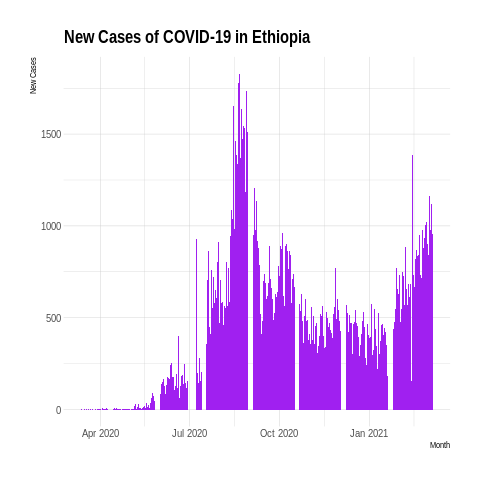 New Cases of COVID-19 in Ethiopia
New Cases
1500
1000
500
0
Apr 2020
Jul 2020
Oct 2020
Jan 2021
Month